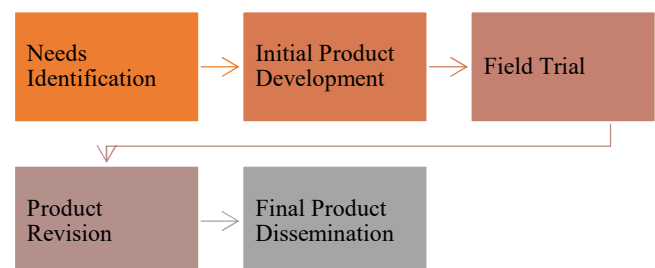 Needs
Identification
Initial Product
Development
Field Trial
Product
Revision
Final Product
Dissemination